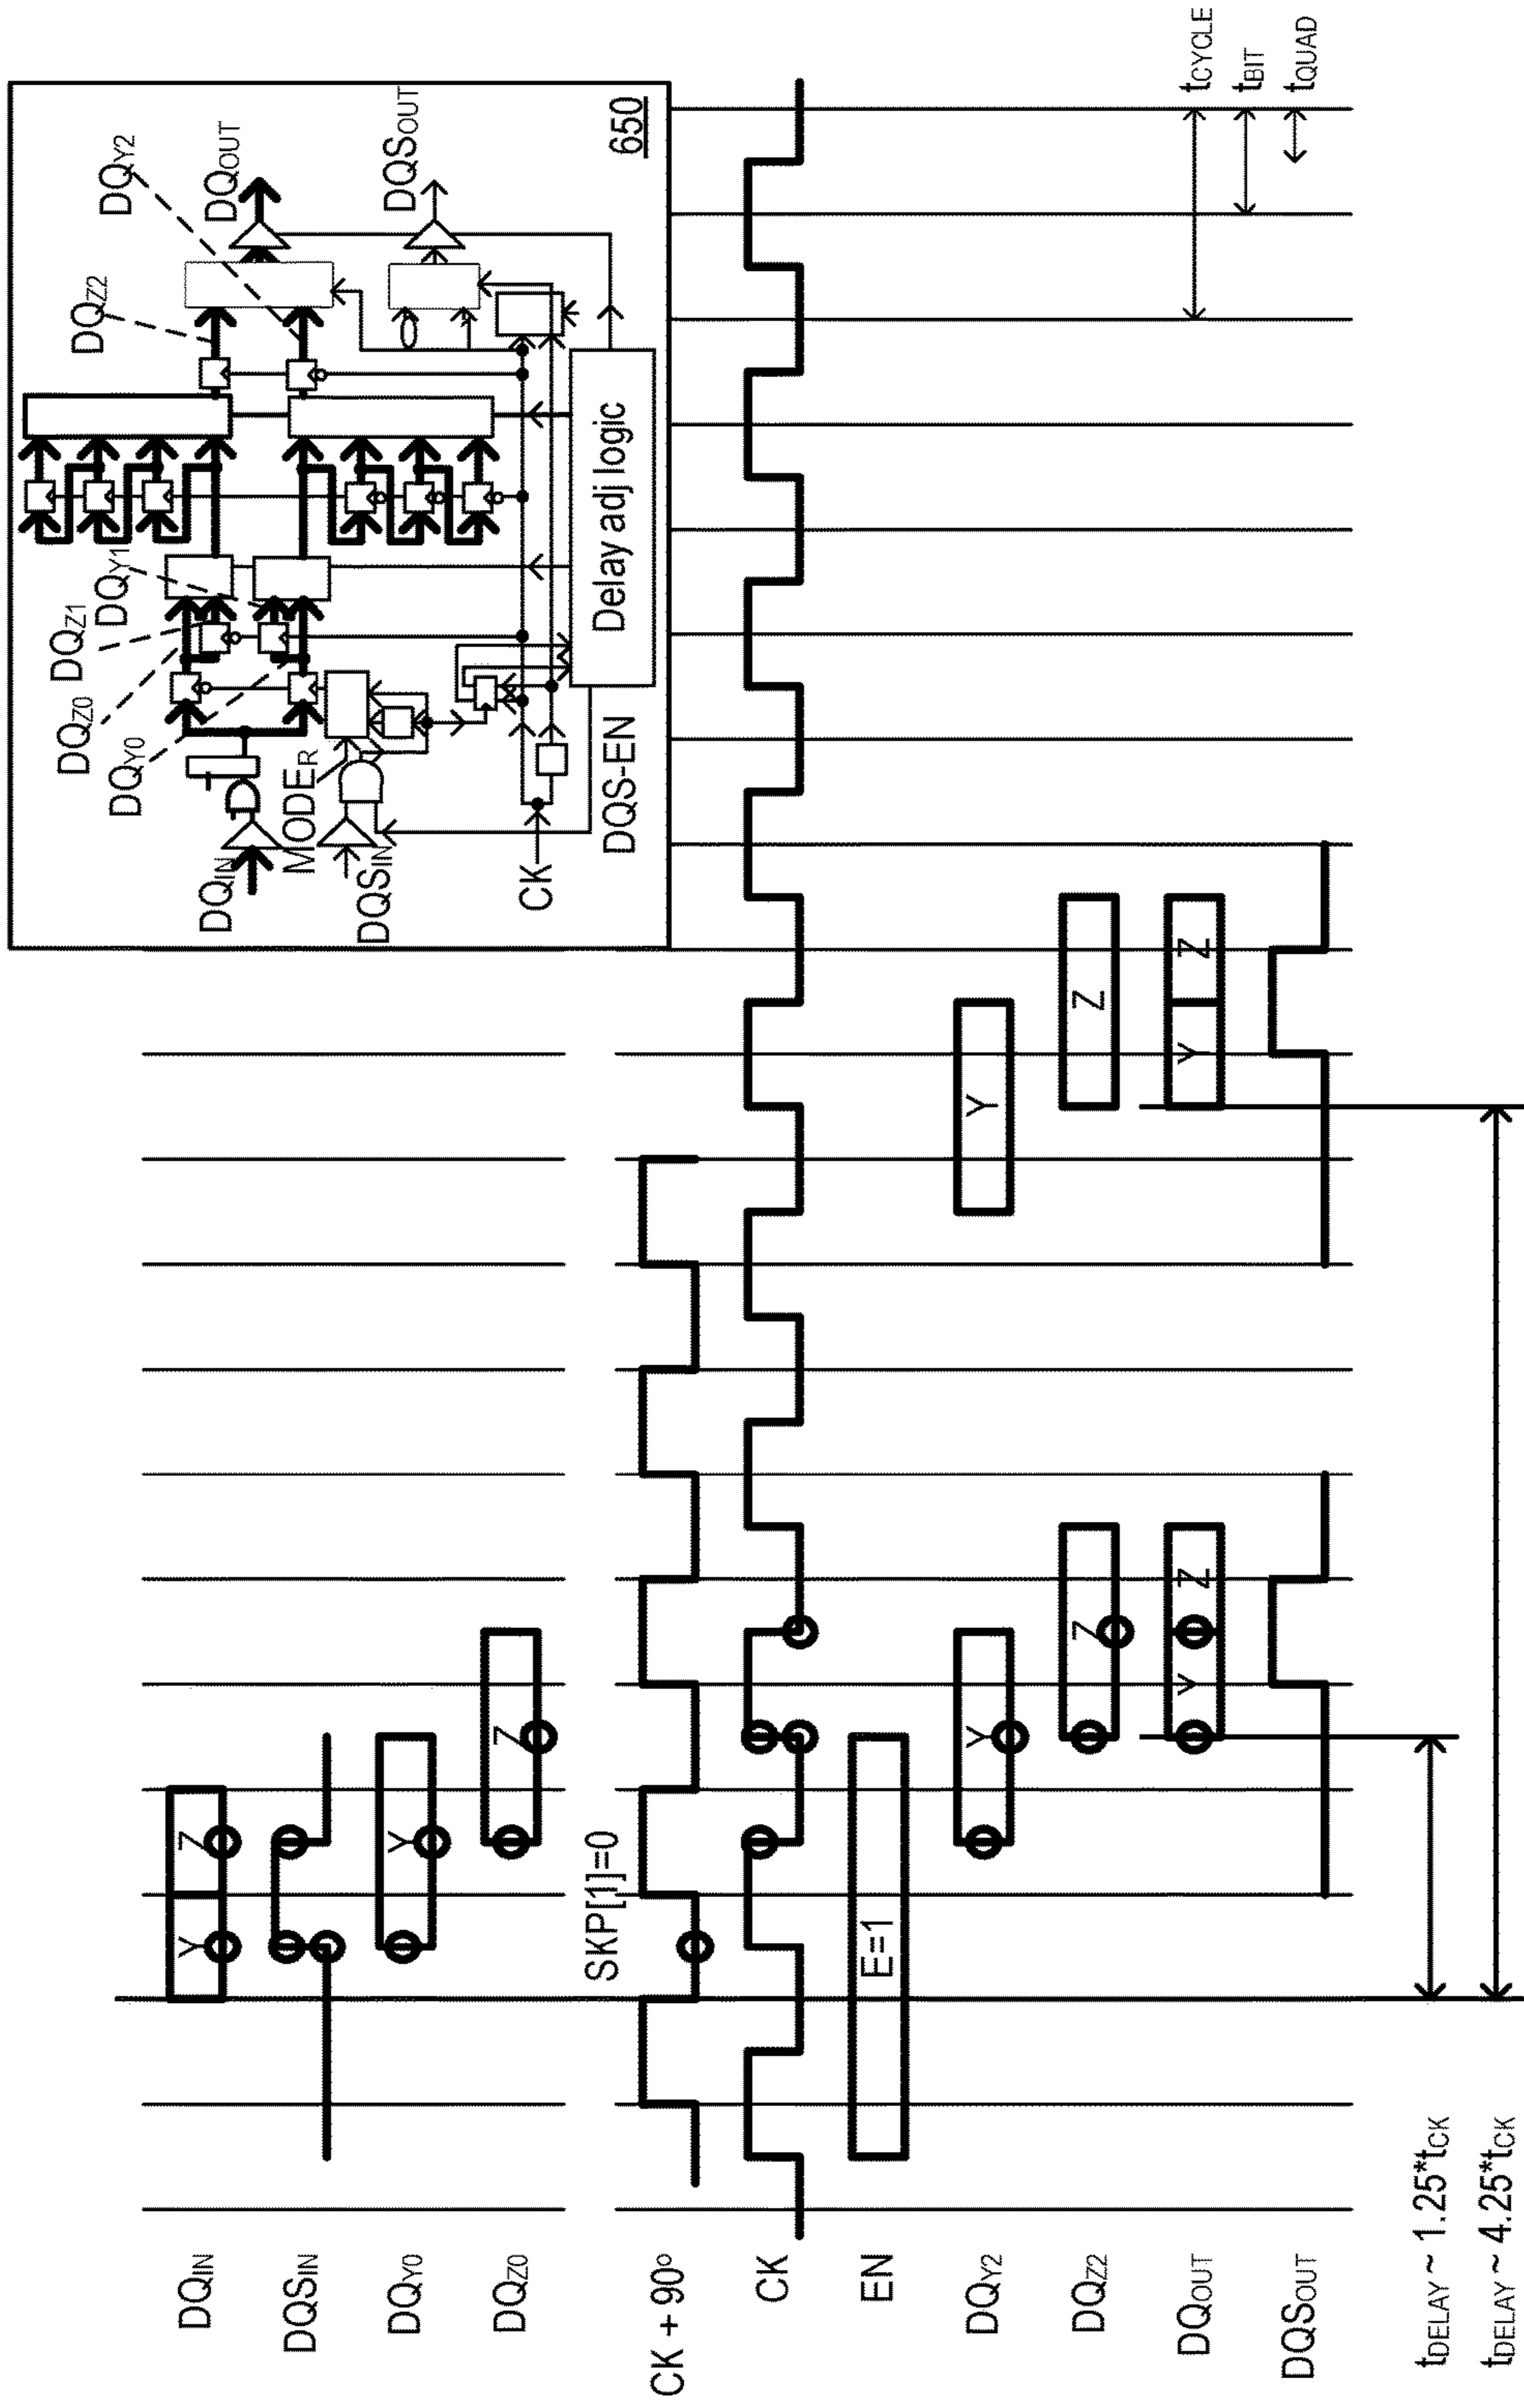 DQIN
DQSIN
DQY0
DQZ0
CK + 90°
CK
EN
DQY2
DQZ2
DQOUT
DQSOUT
tDELAY ~ 1.25*tCK
tDELAY ~ 4.25*tCK
Y
Z
Y
Z
SKP[1]=0
E=1
Y
Z
Y
Z
Y
Z
Y
Z
tCYCLE
tBIT
tQUAD
DQIN
DQSIN
CK
MODER
DQY0
DQZ0
DQZ1
DQY1
DQS-EN
Delay adj logic
DQZ2
DQY2
DQOUT
DQSOUT
650